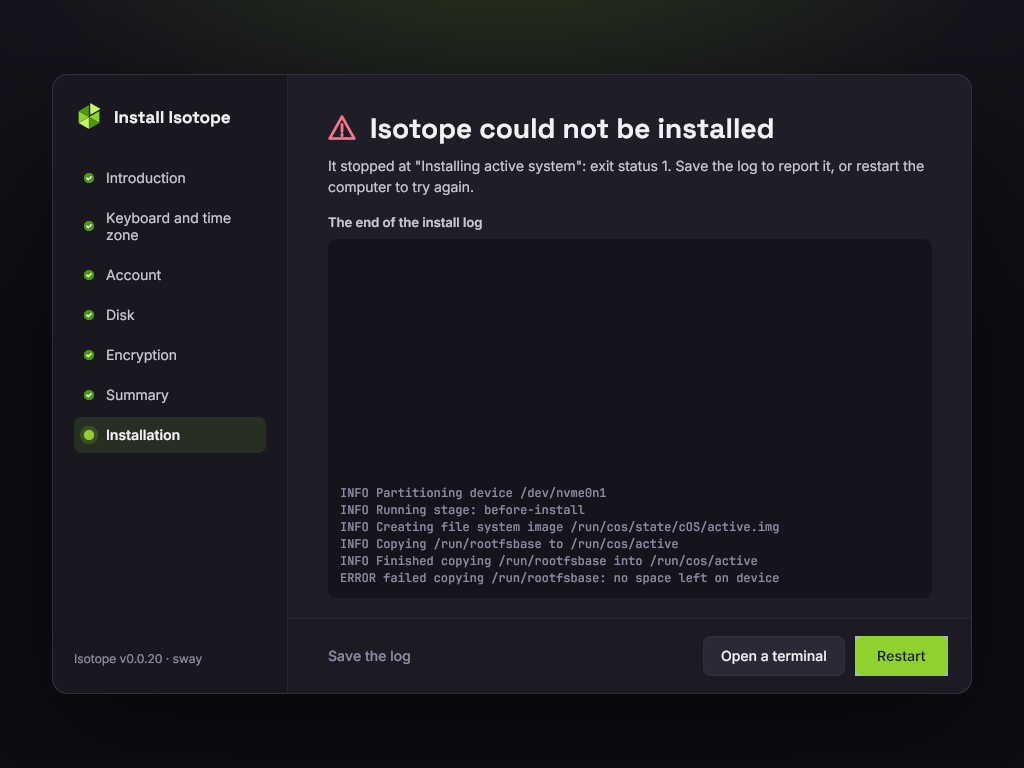 Install Isotope
Introduction
Keyboard and time
zone
Account
Disk
Encryption
Summary
Installation
Isotope v0.0.20 · sway
Isotope could not be installed
It stopped at "Installing active system": exit status 1. Save the log to report it, or restart the
computer to try again.
The end of the install log
INFO Partitioning device /dev/nvme0n1
INFO Running stage: before-install
INFO Creating file system image /run/cos/state/cOS/active.img
INFO Copying /run/rootfsbase to /run/cos/active
INFO Finished copying /run/rootfsbase into /run/cos/active
ERROR failed copying /run/rootfsbase: no space left on device
Save the log
Open a terminal
Restart